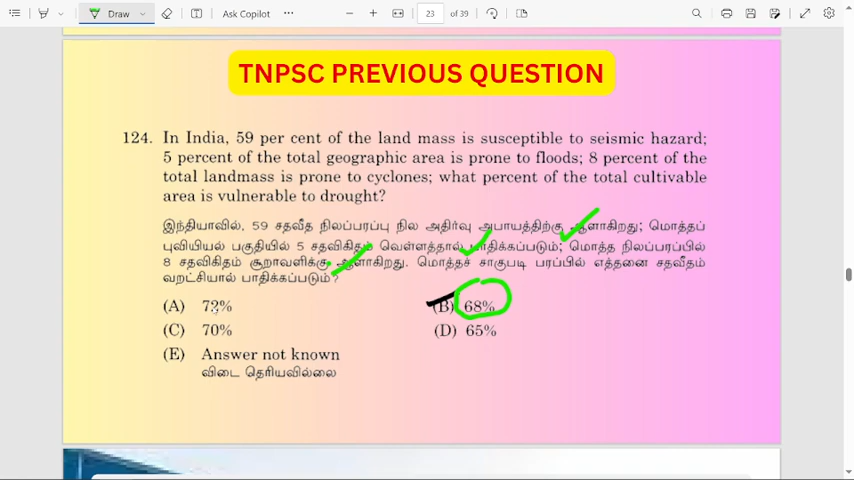 Draw
Ask Copilot
23 of 39
TNPSC PREVIOUS QUESTION
124. In India, 59 per cent of the land mass is susceptible to seismic hazard;
5 percent of the total geographic area is prone to floods; 8 percent of the
total landmass is prone to cyclones; what percent of the total cultivable
area is vulnerable to drought?
இந்தியாவில், 59 சதவீத நிலப்பரப்பு நில அதிர்வு அபாயத்திற்கு ஆளாகிறது; மொத்தப்
புவியியல் பகுதியில் 5 சதவிகிதம் வெள்ளத்தால் பாதிக்கப்படும்; மொத்த நிலப்பரப்பில்
8 சதவிகிதம் சூறாவளிக்கு ஆளாகிறது. மொத்தச் சாகுபடி பரப்பில் எத்தனை சதவீதம்
வறட்சியால் பாதிக்கப்படும்?
(A) 72% (B) 68%
(C) 70% (D) 65%
(E) Answer not known
விடை தெரியவில்லை